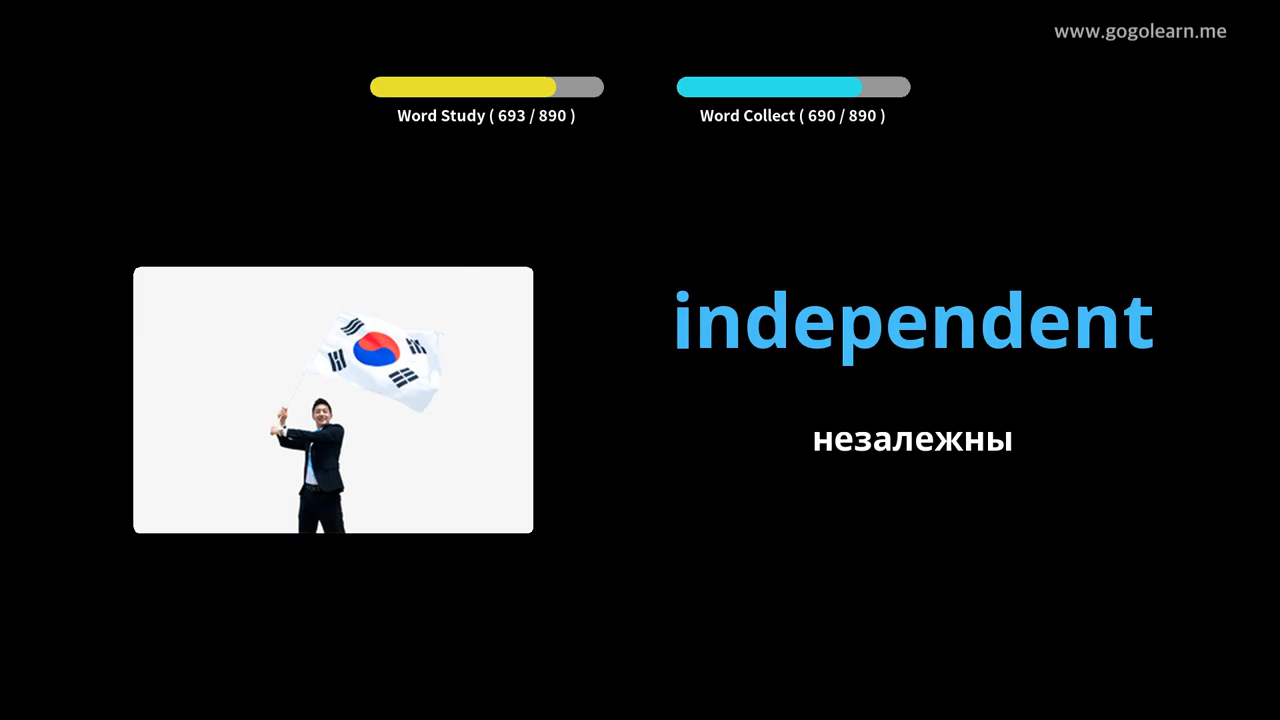 www.gogolearn.me
Word Study ( 693 / 890 )
Word Collect ( 690 / 890 )
independent
незалежны